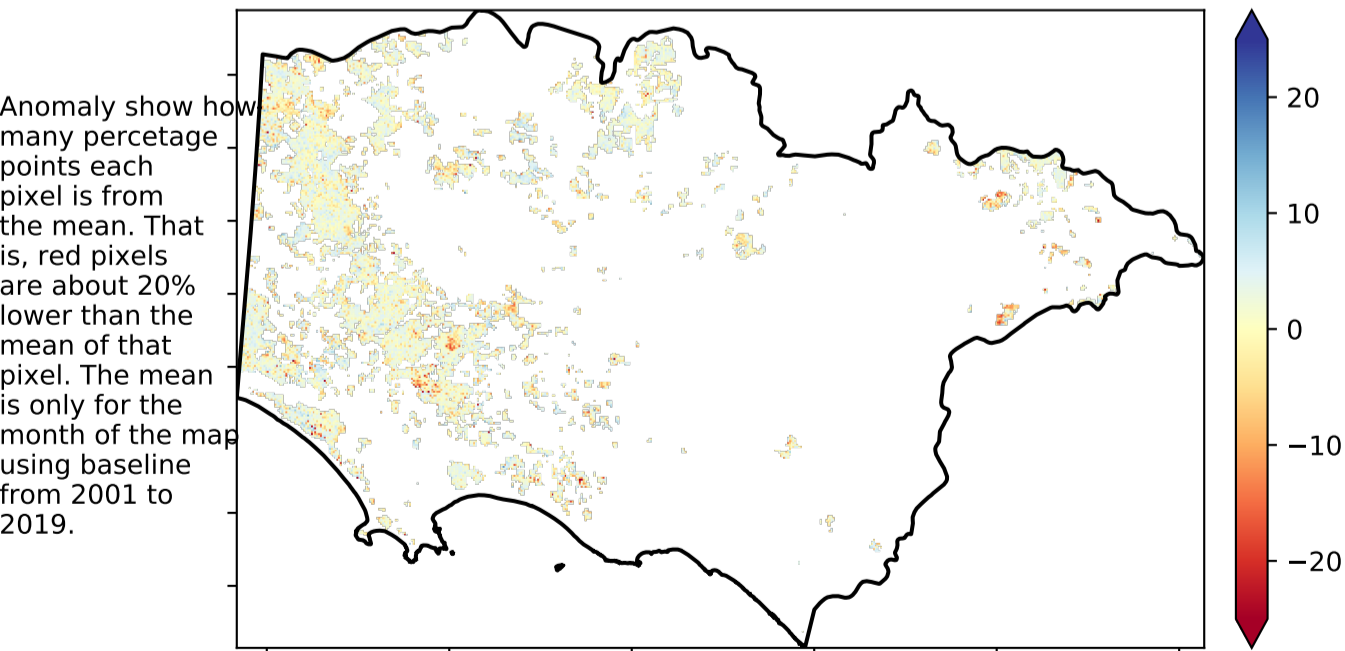 Anomaly show how
many percetage
points each
pixel is from
the mean. That
is, red pixels
are about 20%
lower than the
mean of that
pixel. The mean
is only for the
month of the map
using baseline
from 2001 to
2019.
20
10
0
−10
−20